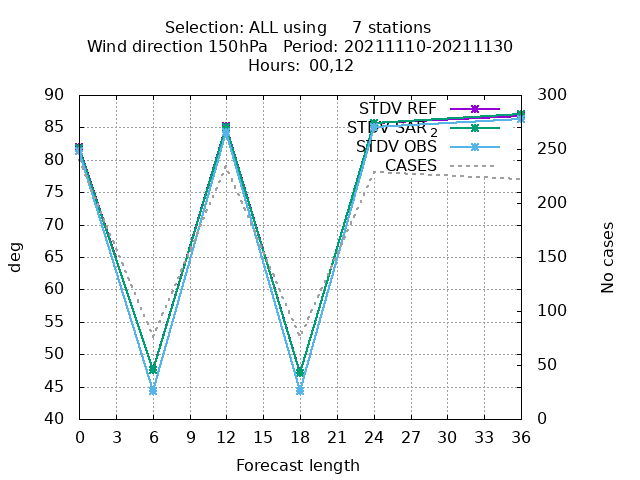 Selection: ALL using 7 stations
Wind direction 150hPa Period: 20211110-20211130
Hours: 00,12
90
85
80
75
70
65
60
55
50
45
40
deg
STDV REF
STDV SAR2
STDV OBS
CASES
300
250
200
150
100
50
0
No cases
0 3 6 9 12 15 18 21 24 27 30 33 36
Forecast length